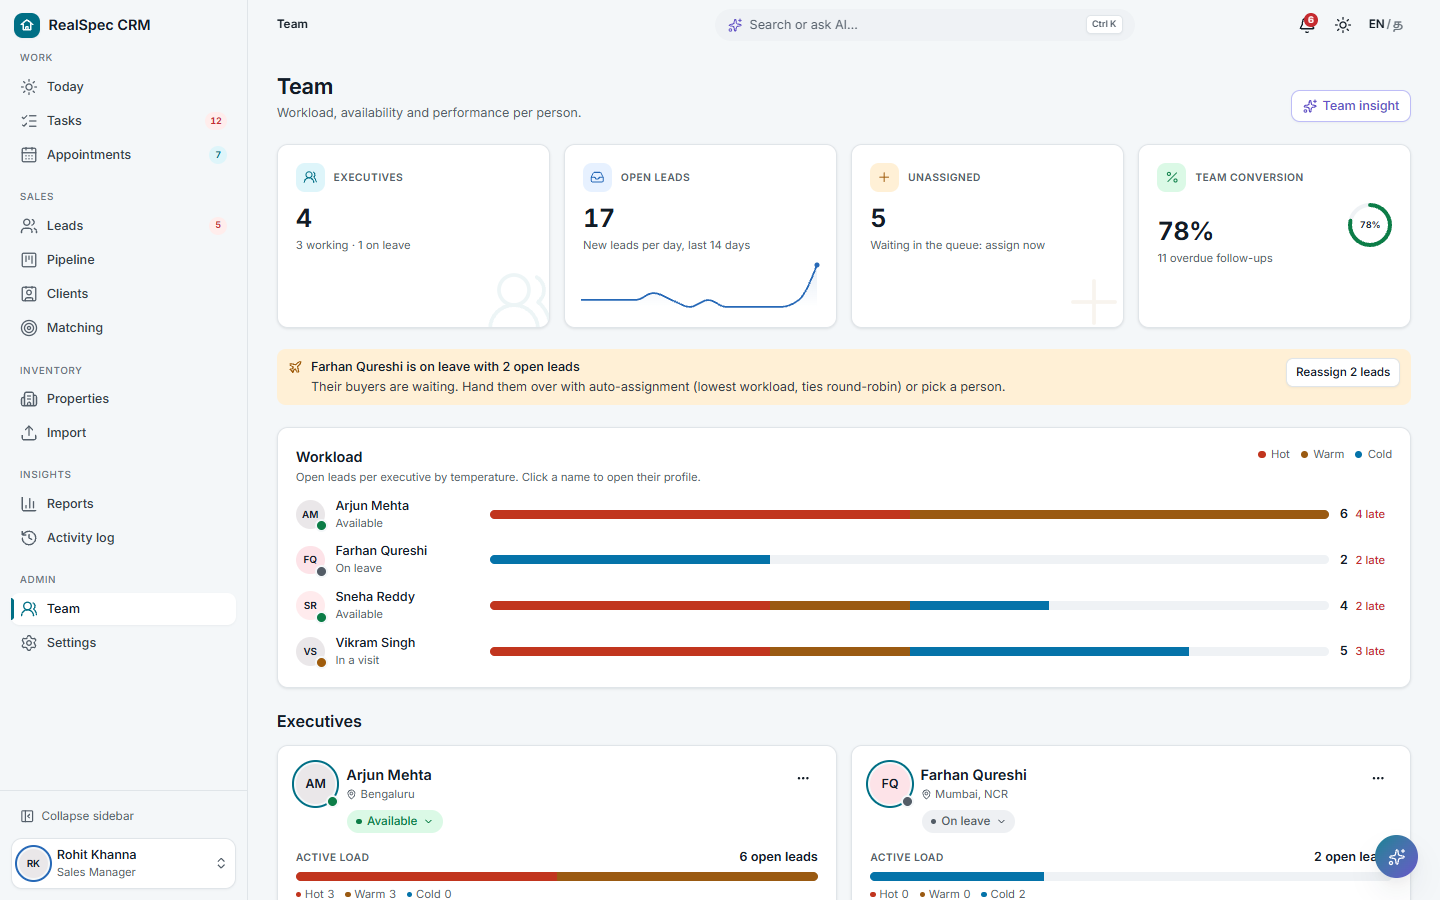 RealSpec CRM
WORK
Today
Tasks 12
Appointments 7
SALES
Leads 5
Pipeline
Clients
Matching
INVENTORY
Properties
Import
INSIGHTS
Reports
Activity log
ADMIN
Team
Settings
Collapse sidebar
RK
Rohit Khanna
Sales Manager
Team
Search or ask AI...
Ctrl K
6
EN / த
Team
Workload, availability and performance per person.
Team insight
EXECUTIVES
4
3 working · 1 on leave
OPEN LEADS
17
New leads per day, last 14 days
UNASSIGNED
5
Waiting in the queue: assign now
TEAM CONVERSION
78%
78%
11 overdue follow-ups
Farhan Qureshi is on leave with 2 open leads
Their buyers are waiting. Hand them over with auto-assignment (lowest workload, ties round-robin) or pick a person.
Reassign 2 leads
Workload
Open leads per executive by temperature. Click a name to open their profile.
Hot Warm Cold
AM
Arjun Mehta
Available
6 4 late
FQ
Farhan Qureshi
On leave
2 2 late
SR
Sneha Reddy
Available
4 2 late
VS
Vikram Singh
In a visit
5 3 late
Executives
AM
Arjun Mehta
Bengaluru
Available
ACTIVE LOAD
6 open leads
Hot 3 Warm 3 Cold 0
FQ
Farhan Qureshi
Mumbai, NCR
On leave
ACTIVE LOAD
2 open
Hot 0 Warm 0 Cold 2